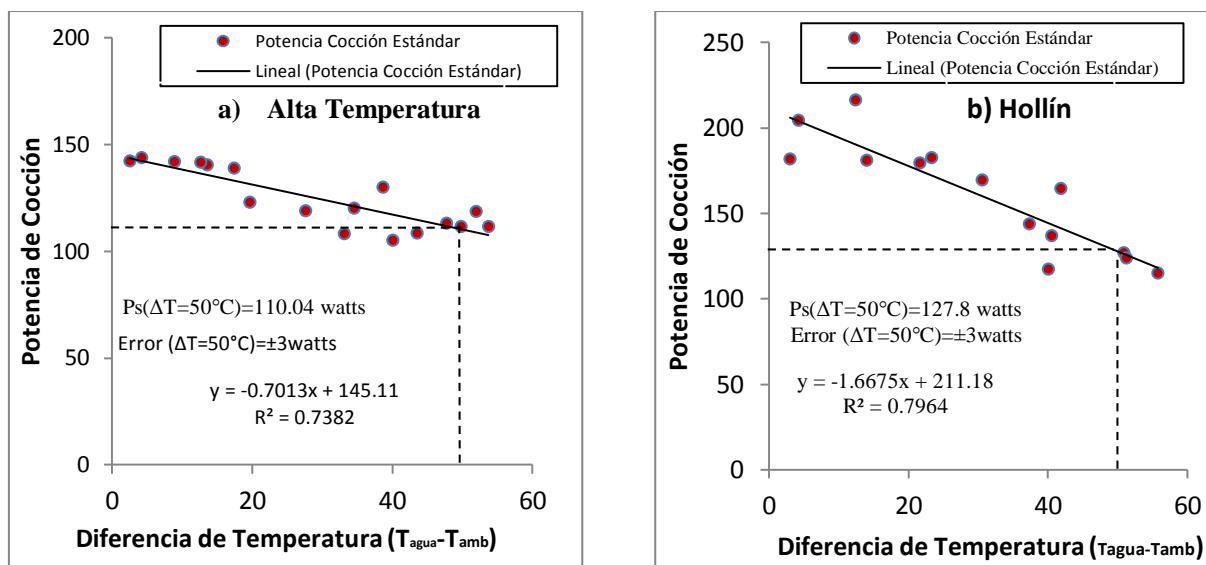 Potencia de Cocción
200
150
100
50
0
Potencia Cocción Estándar
Lineal (Potencia Cocción Estándar)
a) Alta Temperatura
Ps(ΔT=50°C)=110.04 watts
Error (ΔT=50°C)=±3watts
y = -0.7013x + 145.11
R² = 0.7382
0 20 40 60
Diferencia de Temperatura (Tagua-Tamb)
Potencia de Cocción
250
200
150
100
50
0
Potencia Cocción Estándar
Lineal (Potencia Cocción Estándar)
b) Hollín
Ps(ΔT=50°C)=127.8 watts
Error (ΔT=50°C)=±3watts
y = -1.6675x + 211.18
R² = 0.7964
0 20 40 60
Diferencia de Temperatura (Tagua-Tamb)